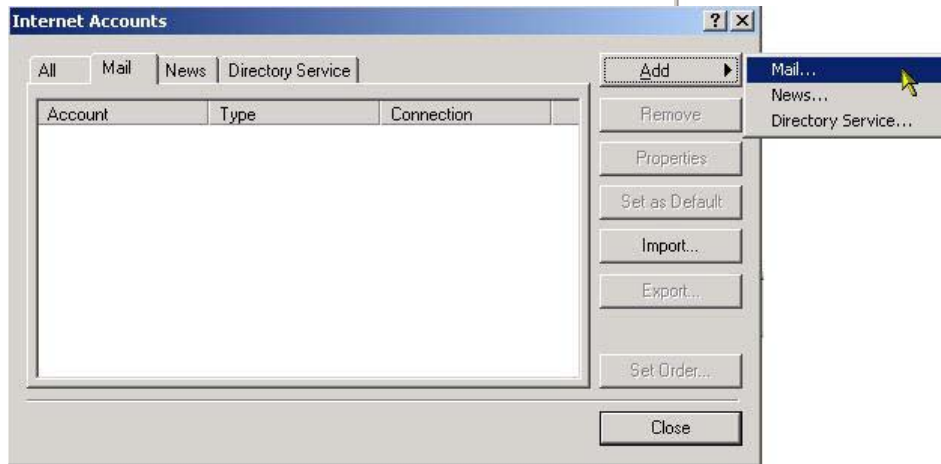 Internet Accounts
All Mail News Directory Service
Account Type Connection
Add
Remove
Properties
Set as Default
Import...
Export...
Set Order...
Close
Mail...
News...
Directory Service...